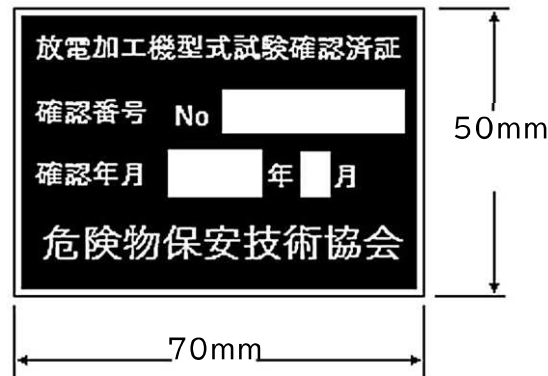 放電加工機型式試験確認済証
確認番号 No
確認年月 年 月
危険物保安技術協会
50mm
70mm